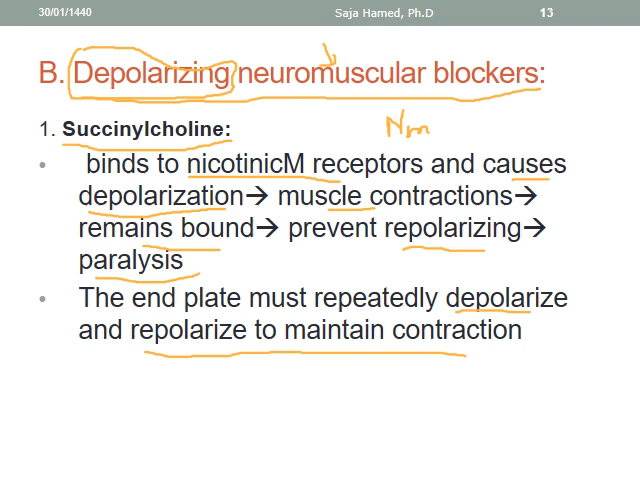 30/01/1440 Saja Hamed, Ph.D 13
B. Depolarizing neuromuscular blockers:
Nm
1. Succinylcholine:
• binds to nicotinicM receptors and causes
depolarization→ muscle contractions→
remains bound→ prevent repolarizing→
paralysis
• The end plate must repeatedly depolarize
and repolarize to maintain contraction